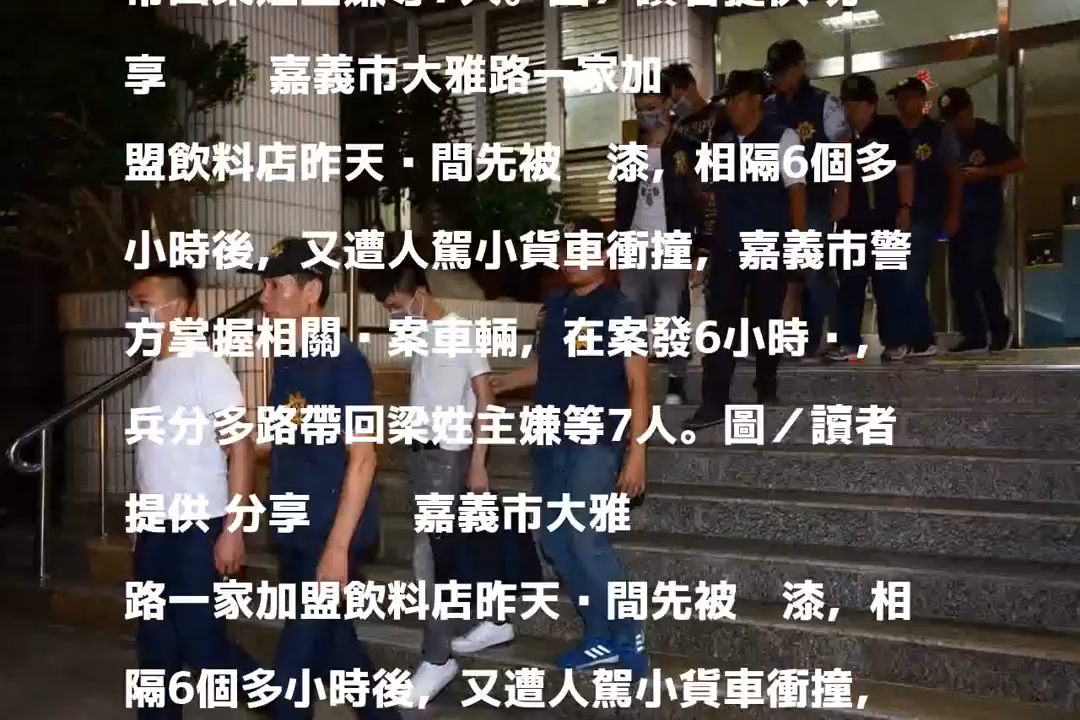 享　　嘉義市大雅路一家加
盟飲料店昨天▪間先被　漆，相隔6個多
小時後，又遭人駕小貨車衝撞，嘉義市警
方掌握相關▪案車輛，在案發6小時▪，
兵分多路帶回梁姓主嫌等7人。圖／讀者
提供 分享　　嘉義市大雅
路一家加盟飲料店昨天▪間先被　漆，相
隔6個多小時後，又遭人駕小貨車衝撞，